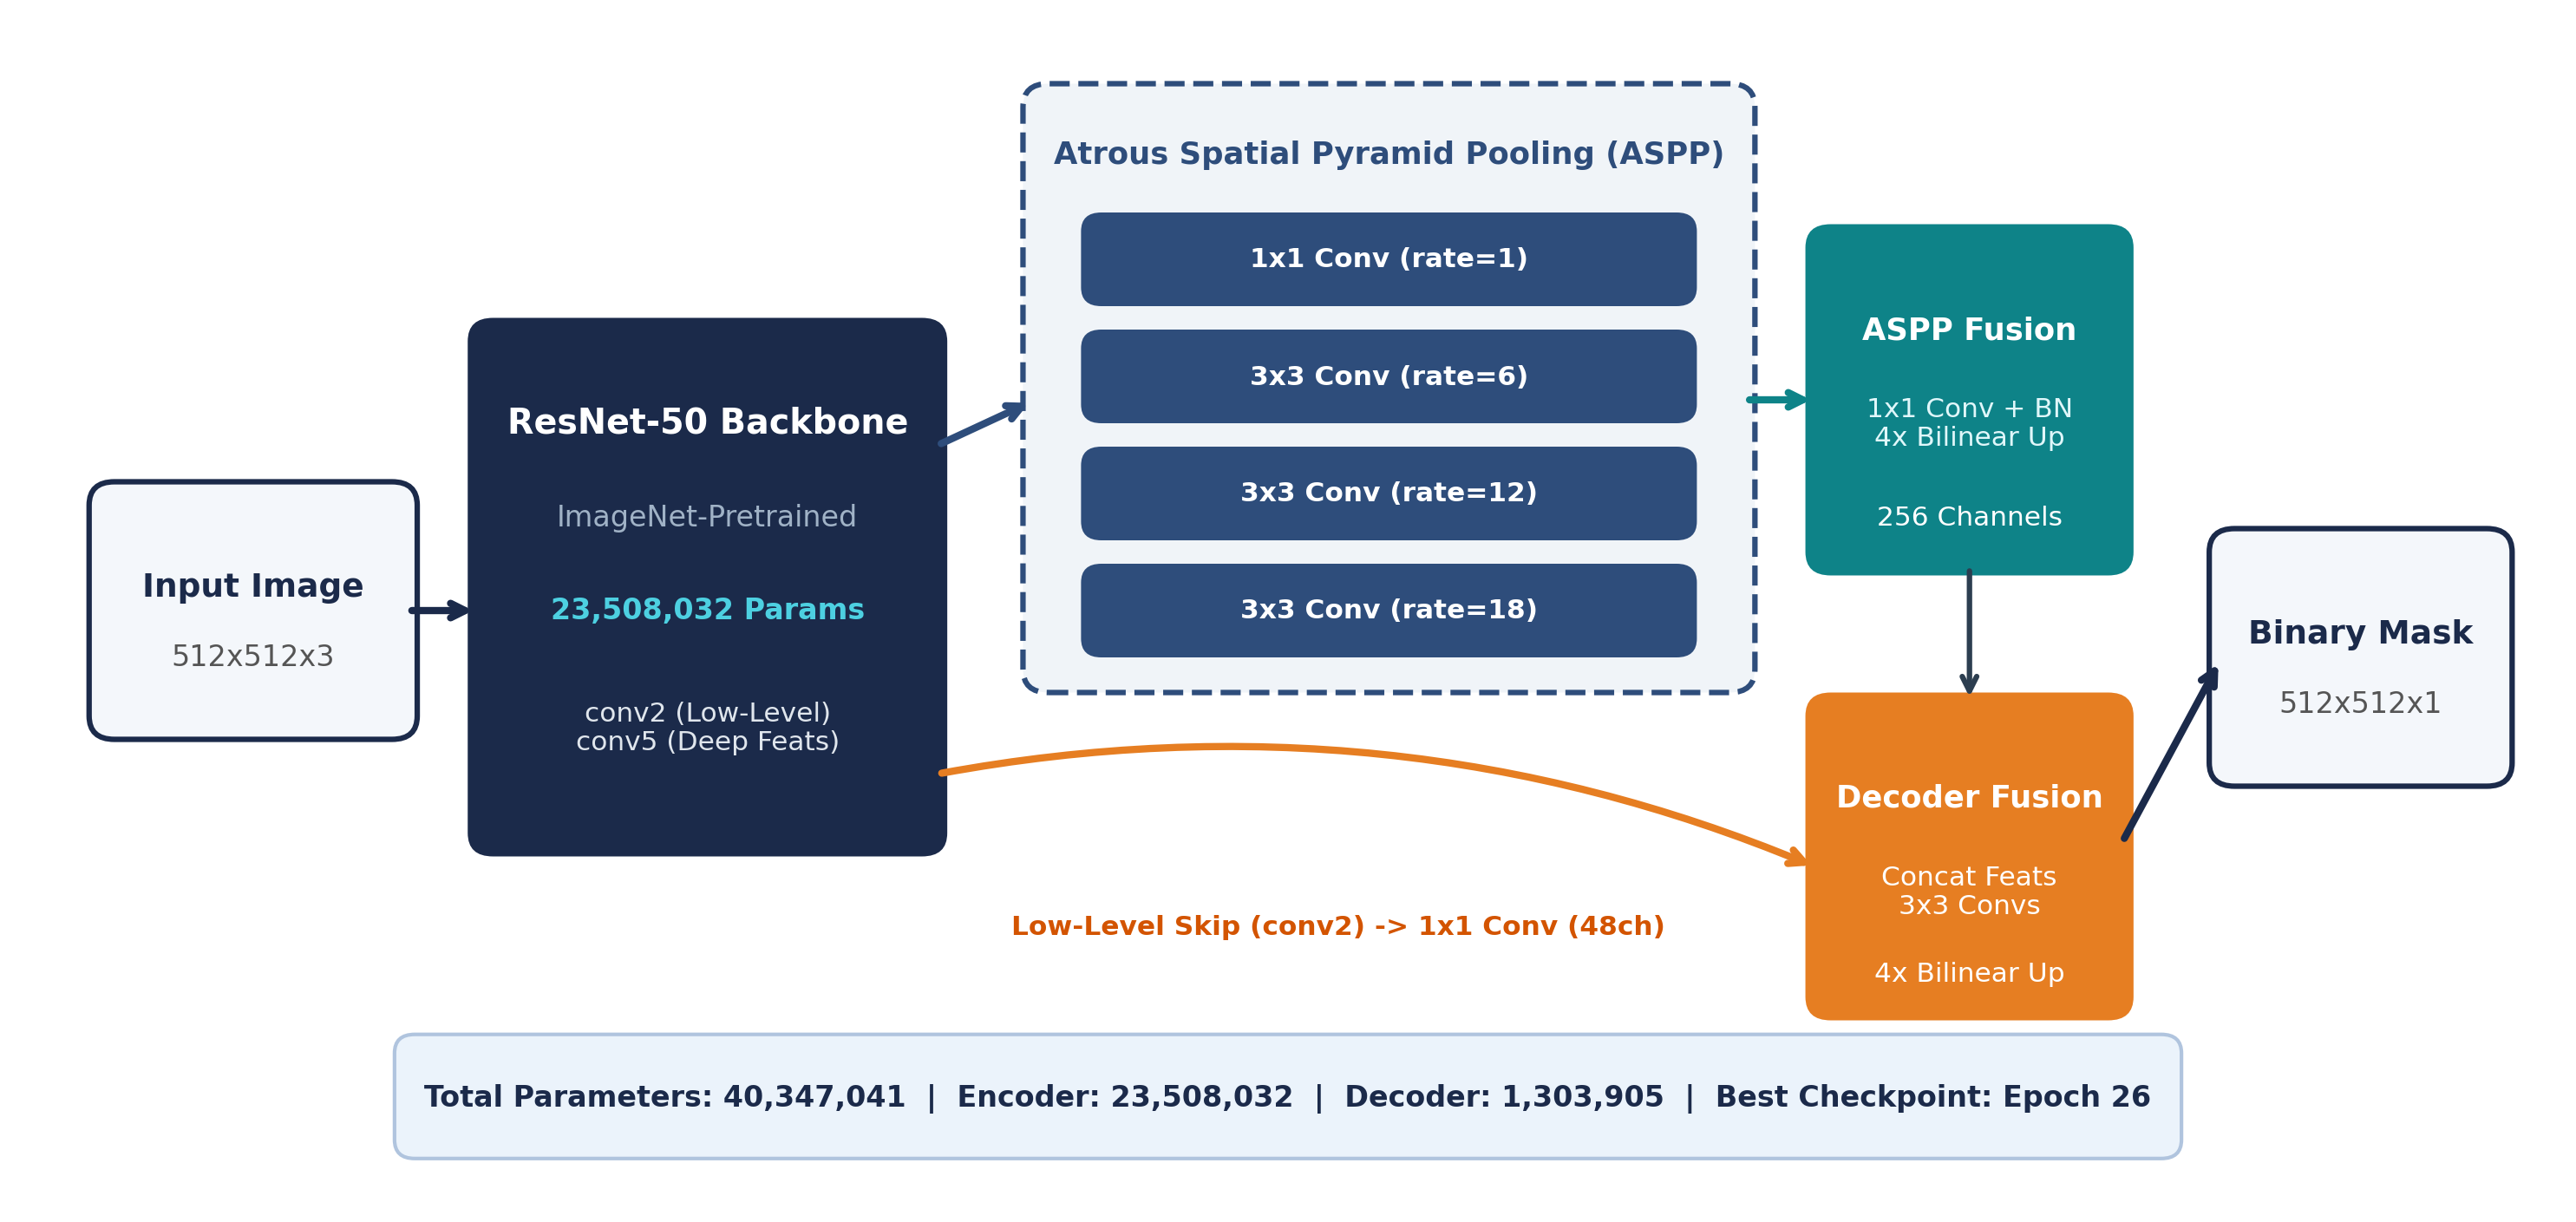 Atrous Spatial Pyramid Pooling (ASPP)
1x1 Conv (rate=1)
3x3 Conv (rate=6)
3x3 Conv (rate=12)
3x3 Conv (rate=18)
Input Image
512x512x3
ResNet-50 Backbone
ImageNet-Pretrained
23,508,032 Params
conv2 (Low-Level)
conv5 (Deep Feats)
ASPP Fusion
1x1 Conv + BN
4x Bilinear Up
256 Channels
Decoder Fusion
Concat Feats
3x3 Convs
4x Bilinear Up
Binary Mask
512x512x1
Low-Level Skip (conv2) -> 1x1 Conv (48ch)
Total Parameters: 40,347,041 | Encoder: 23,508,032 | Decoder: 1,303,905 | Best Checkpoint: Epoch 26